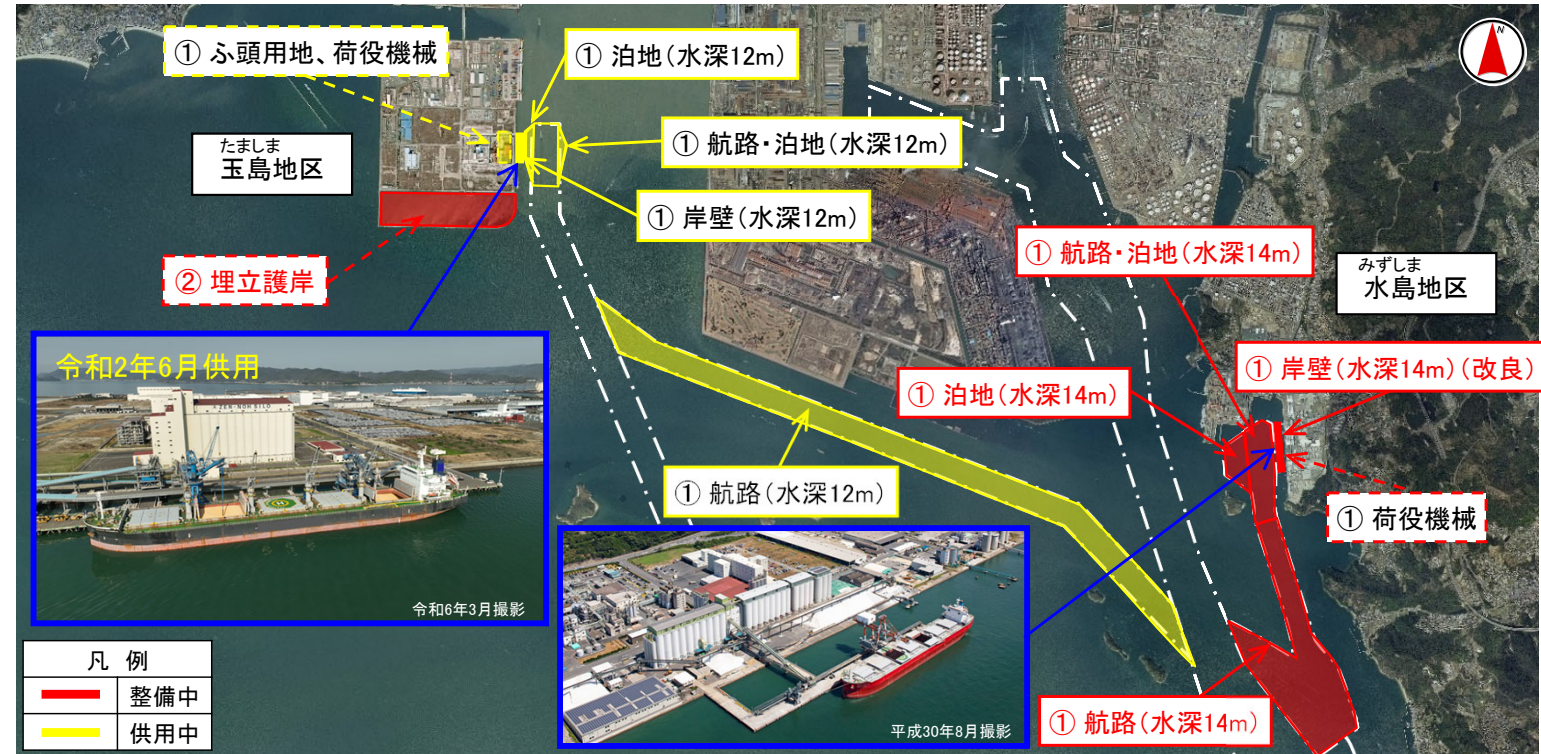 ① ふ頭用地、荷役機械
① 泊地(水深12m)
N
たましま
玉島地区
① 航路・泊地(水深12m)
① 岸壁(水深12m)
② 埋立護岸
① 航路・泊地(水深14m)
みずしま
水島地区
令和2年6月供用
ZEN-NOH SILO
令和6年3月撮影
① 泊地(水深14m)
① 岸壁(水深14m)(改良)
① 航路(水深12m)
① 荷役機械
平成30年8月撮影
① 航路(水深14m)
凡 例
整備中
供用中